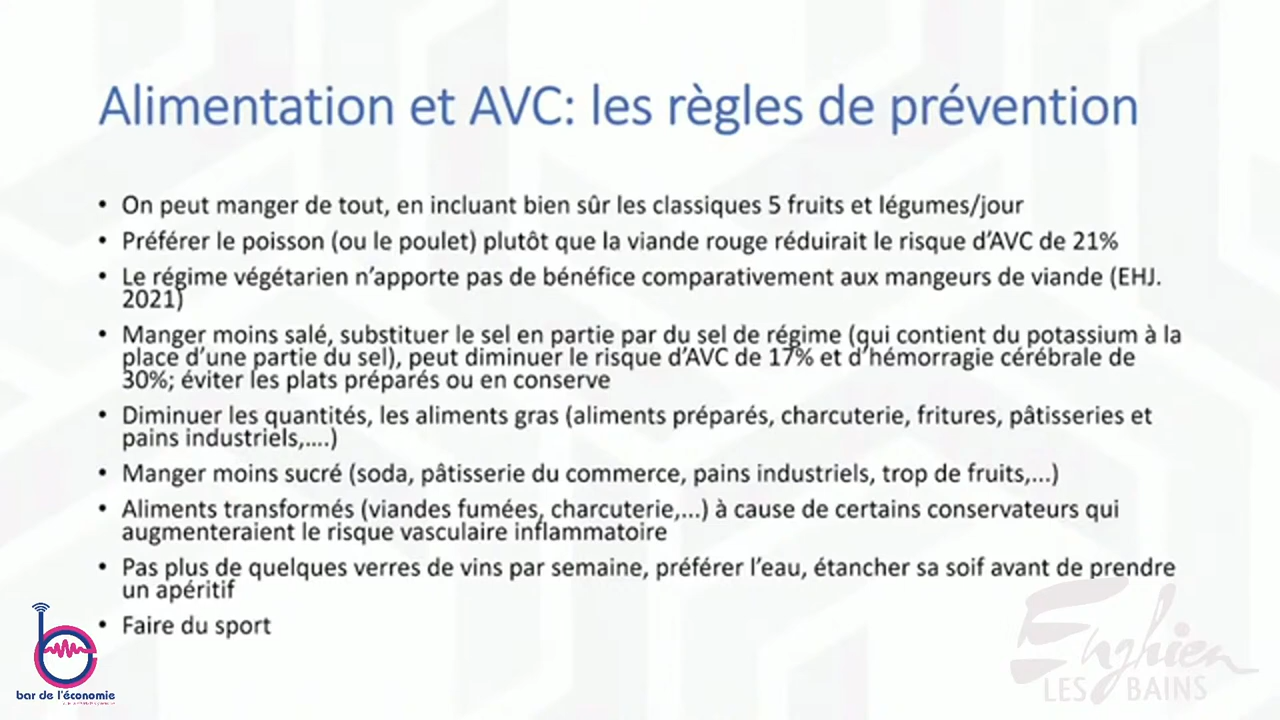 Alimentation et AVC: les règles de prévention
• On peut manger de tout, en incluant bien sûr les classiques 5 fruits et légumes/jour
• Préférer le poisson (ou le poulet) plutôt que la viande rouge réduirait le risque d'AVC de 21%
• Le régime végétarien n'apporte pas de bénéfice comparativement aux mangeurs de viande (EHJ.
2021)
• Manger moins salé, substituer le sel en partie par du sel de régime (qui contient du potassium à la
place d'une partie du sel), peut diminuer le risque d'AVC de 17% et d'hémorragie cérébrale de
30%; éviter les plats préparés ou en conserve
• Diminuer les quantités, les aliments gras (aliments préparés, charcuterie, fritures, pâtisseries et
pains industriels,....)
• Manger moins sucré (soda, pâtisserie du commerce, pains industriels, trop de fruits,...)
• Aliments transformés (viandes fumées, charcuterie,...) à cause de certains conservateurs qui
augmenteraient le risque vasculaire inflammatoire
• Pas plus de quelques verres de vins par semaine, préférer l'eau, étancher sa soif avant de prendre
un apéritif
• Faire du sport
bar de l'économie
Enghien
LES BAINS